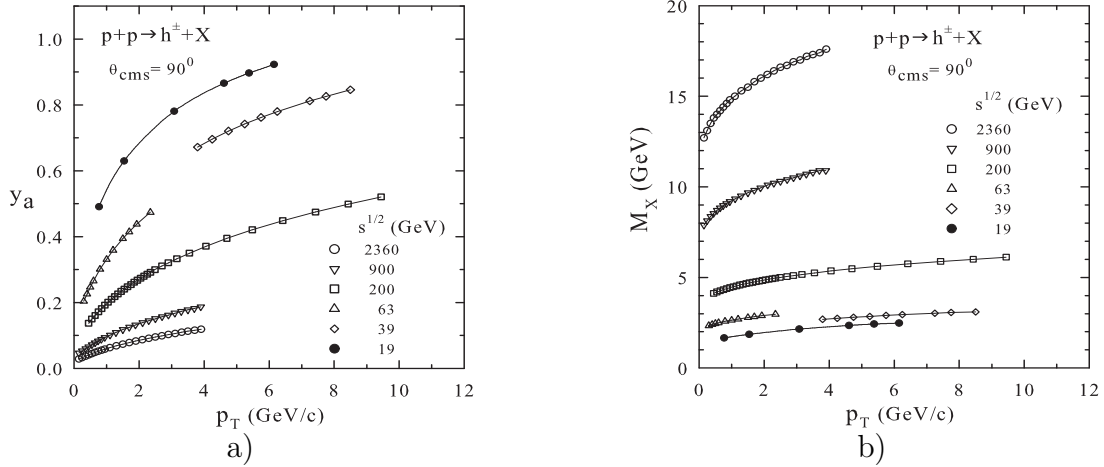 1.0
0.8
0.6
0.4
0.2
0.0
0 2 4 6 8 10 12
y_a
p_T (GeV/c)
p+p→h^±+X
θ_cms= 90^0
s^1/2 (GeV)
2360
900
200
63
39
19
a)
20
15
10
5
0
0 2 4 6 8 10 12
M_X (GeV)
p_T (GeV/c)
p+p→h^±+X
θ_cms= 90^0
s^1/2 (GeV)
2360
900
200
63
39
19
b)